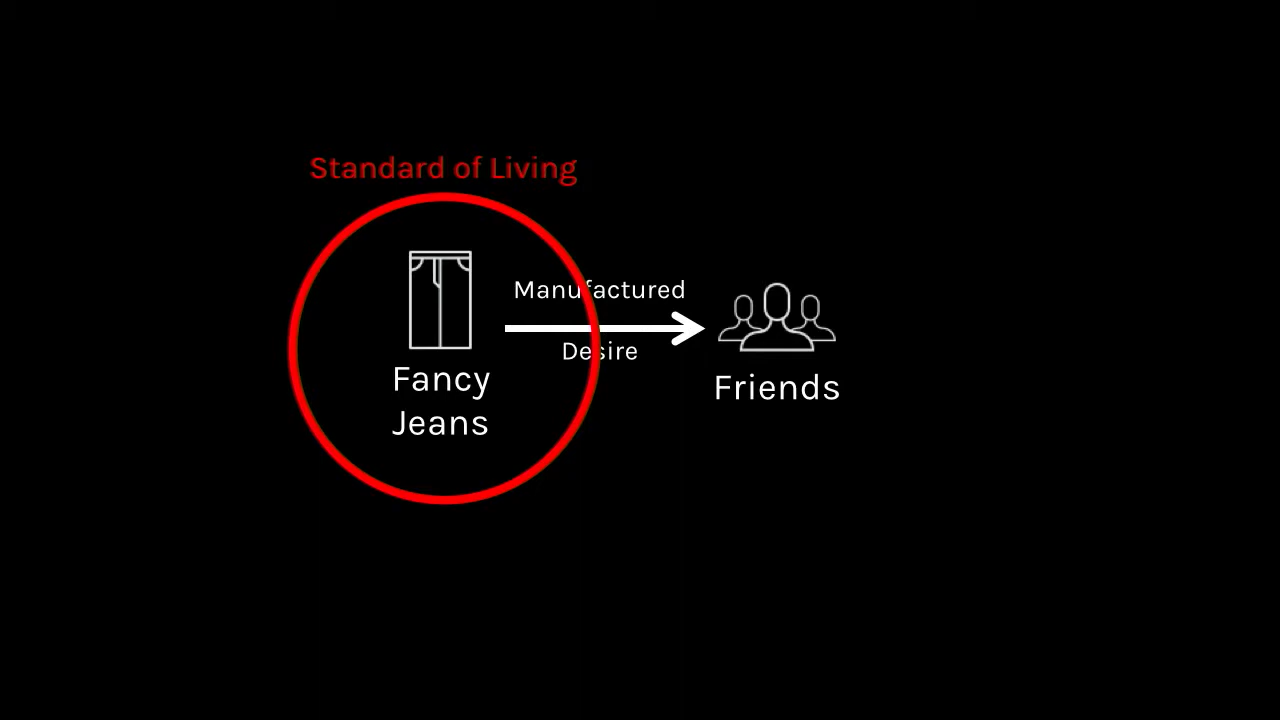 Standard of Living
Manufactured
Desire
Fancy
Jeans
Friends